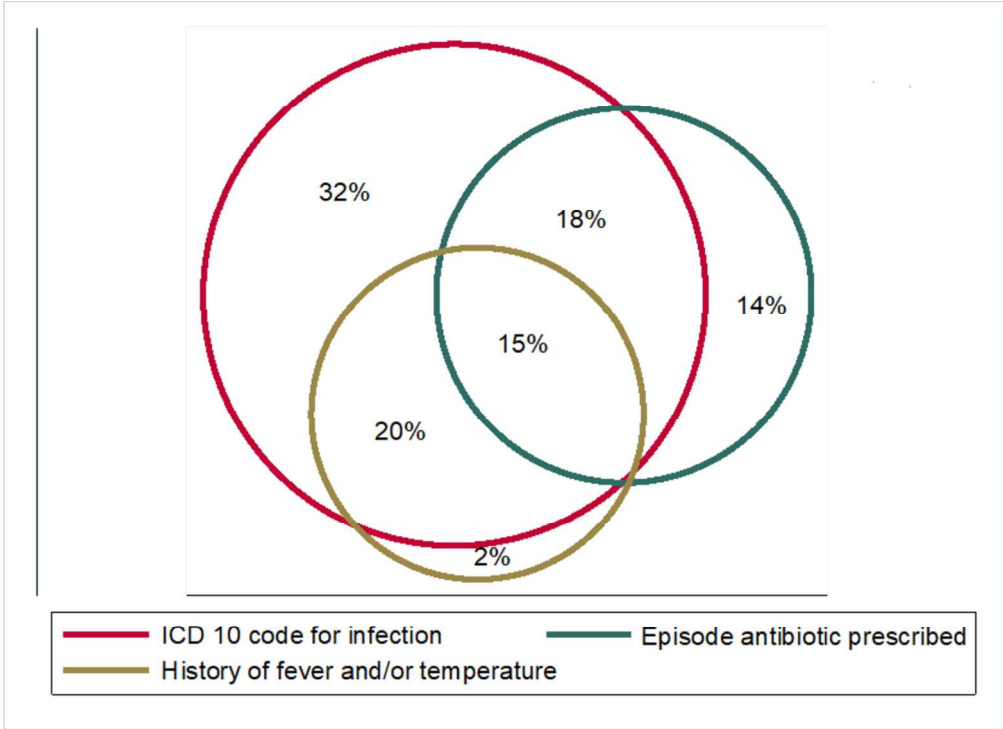 32%
18%
14%
15%
20%
2%
ICD 10 code for infection
Episode antibiotic prescribed
History of fever and/or temperature